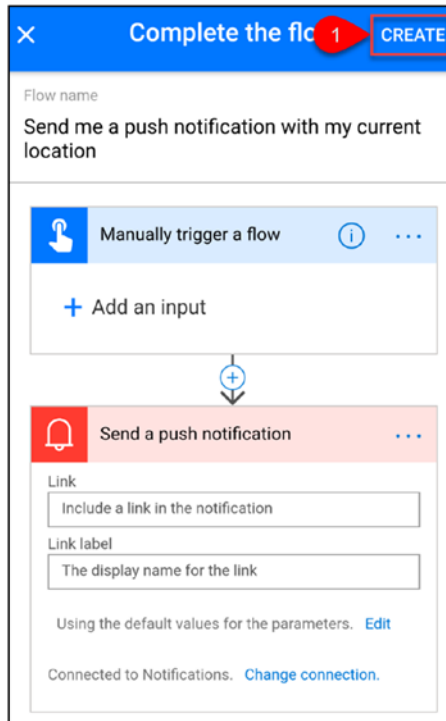 Complete the flo
1
CREATE
Flow name
Send me a push notification with my current
location
Manually trigger a flow
Add an input
Send a push notification
Link
Include a link in the notification
Link label
The display name for the link
Using the default values for the parameters. Edit
Connected to Notifications. Change connection.